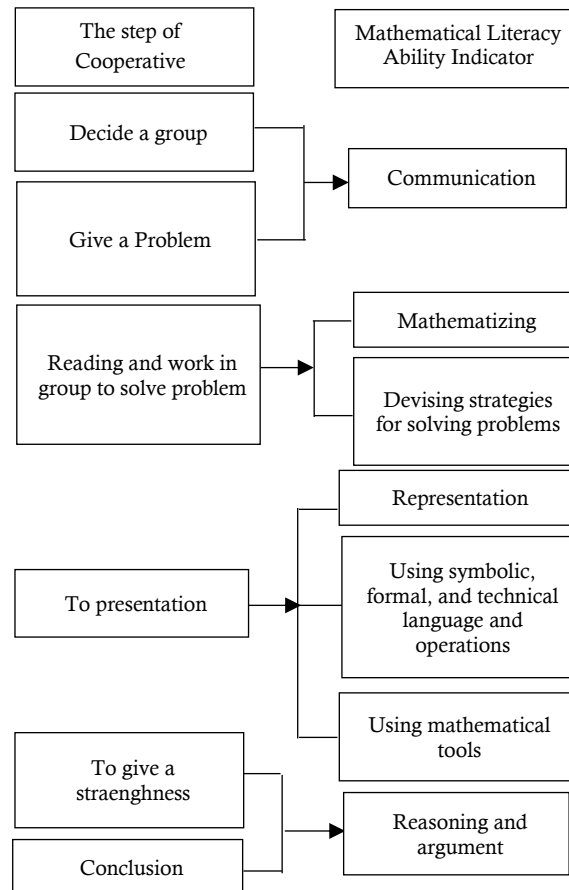 The step of
Cooperative
Mathematical Literacy
Ability Indicator
Decide a group
Communication
Give a Problem
Mathematizing
Reading and work in
group to solve problem
Devising strategies
for solving problems
Representation
Using symbolic,
formal, and technical
language and
operations
To presentation
Using mathematical
tools
To give a
straenghness
Reasoning and
argument
Conclusion